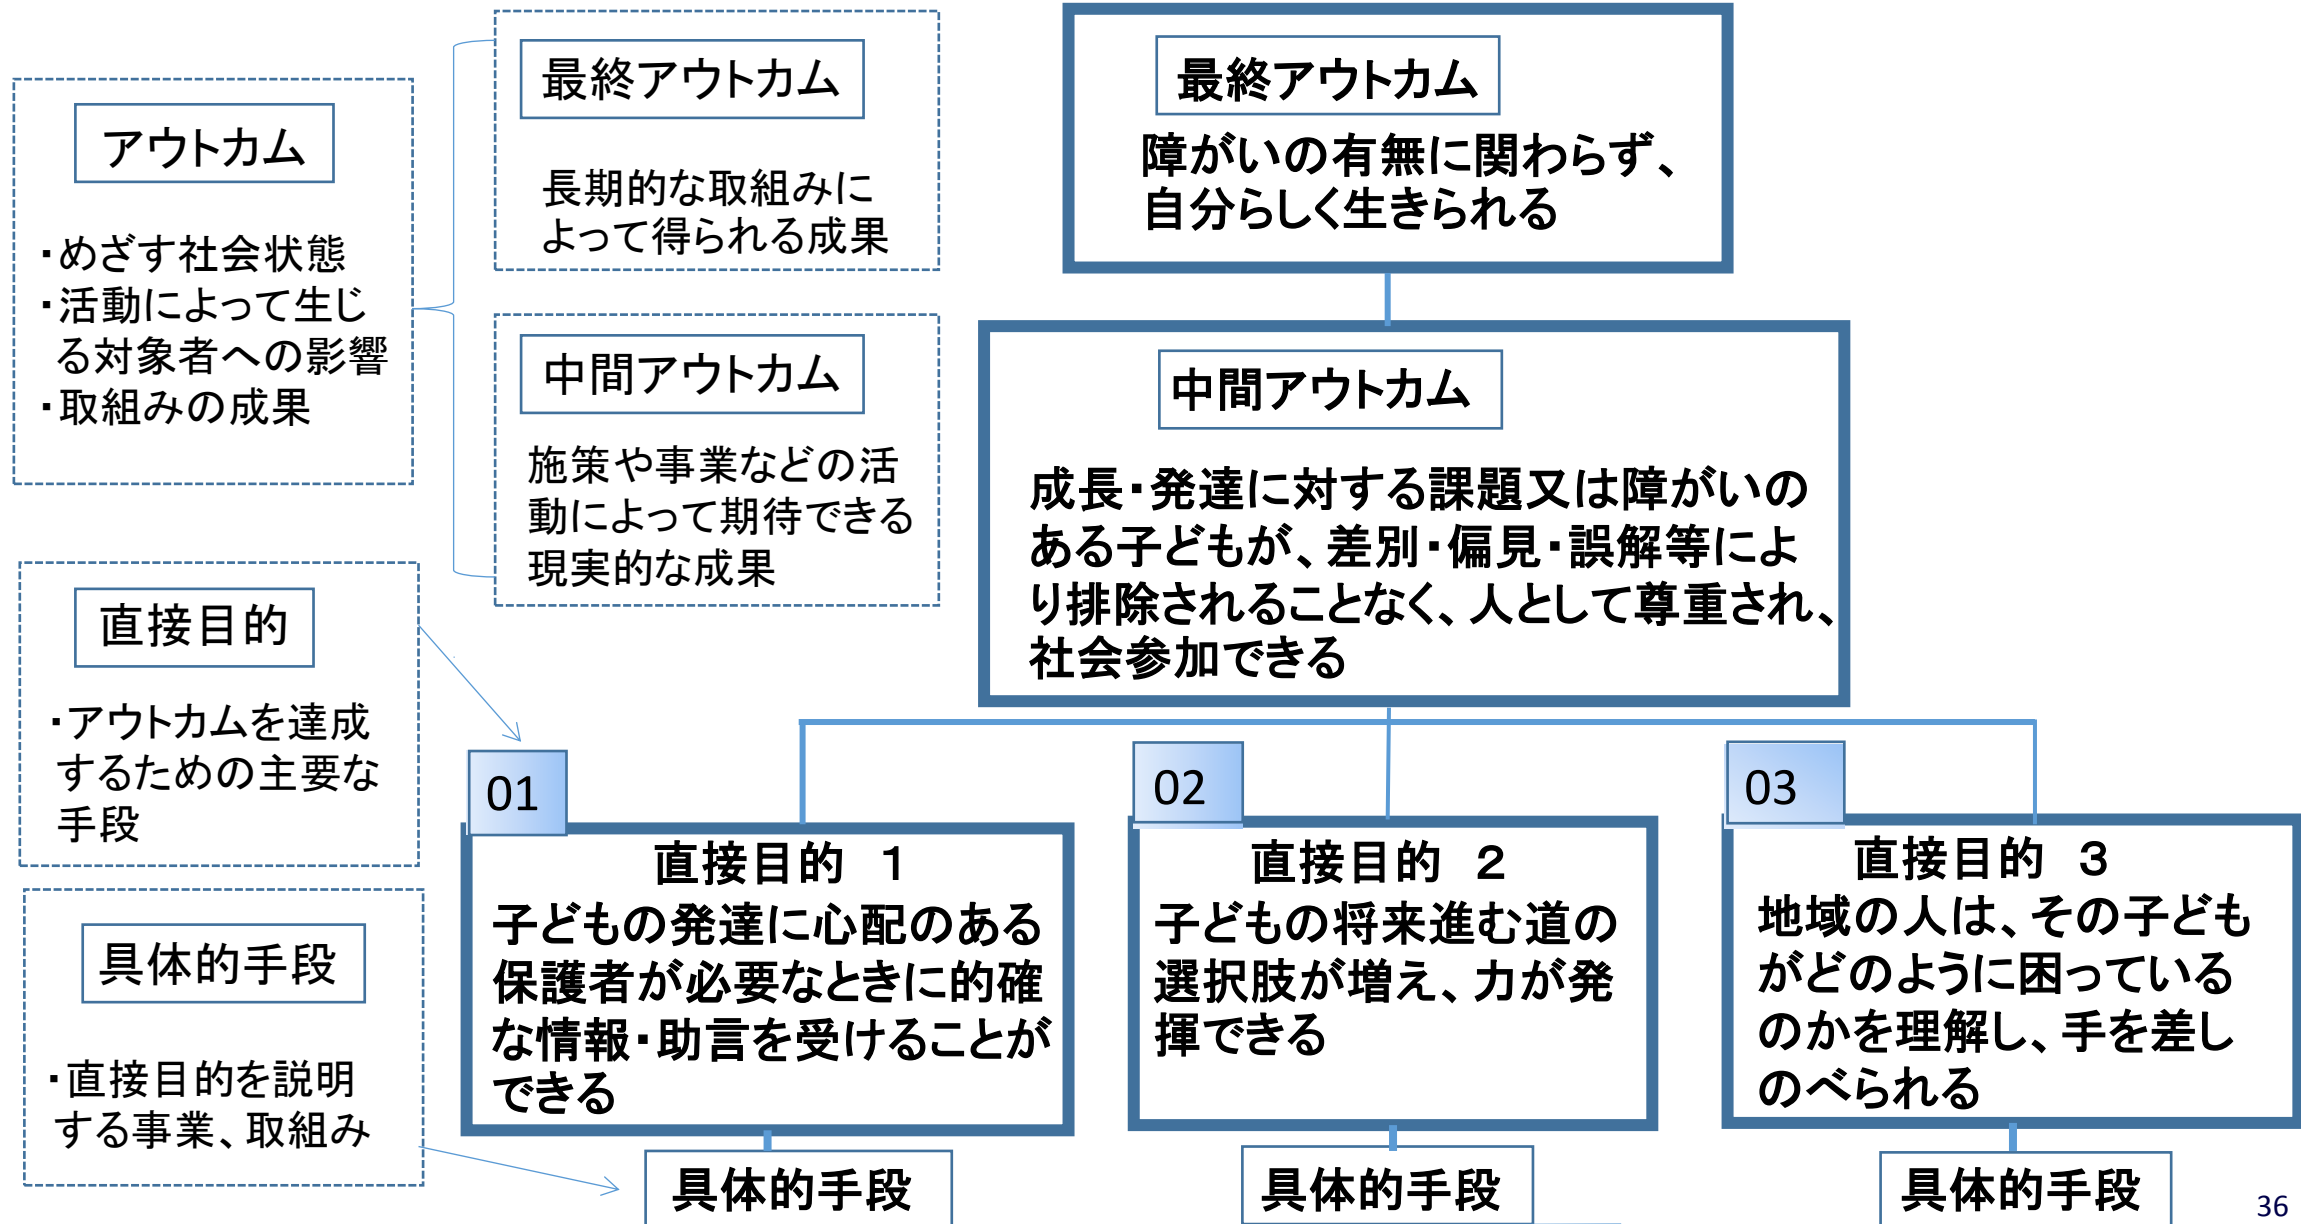 アウトカム
・めざす社会状態
・活動によって生じ
る対象者への影響
・取組みの成果
最終アウトカム
長期的な取組みに
よって得られる成果
中間アウトカム
施策や事業などの活
動によって期待できる
現実的な成果
直接目的
・アウトカムを達成
するための主要な
手段
具体的手段
・直接目的を説明
する事業、取組み
最終アウトカム
障がいの有無に関わらず、
自分らしく生きられる
中間アウトカム
成長・発達に対する課題又は障がいの
ある子どもが、差別・偏見・誤解等によ
り排除されることなく、人として尊重され、
社会参加できる
01
直接目的 1
子どもの発達に心配のある
保護者が必要なときに的確
な情報・助言を受けることが
できる
具体的手段
02
直接目的 2
子どもの将来進む道の
選択肢が増え、力が発
揮できる
具体的手段
03
直接目的 3
地域の人は、その子ども
がどのように困っている
のかを理解し、手を差し
のべられる
具体的手段
36